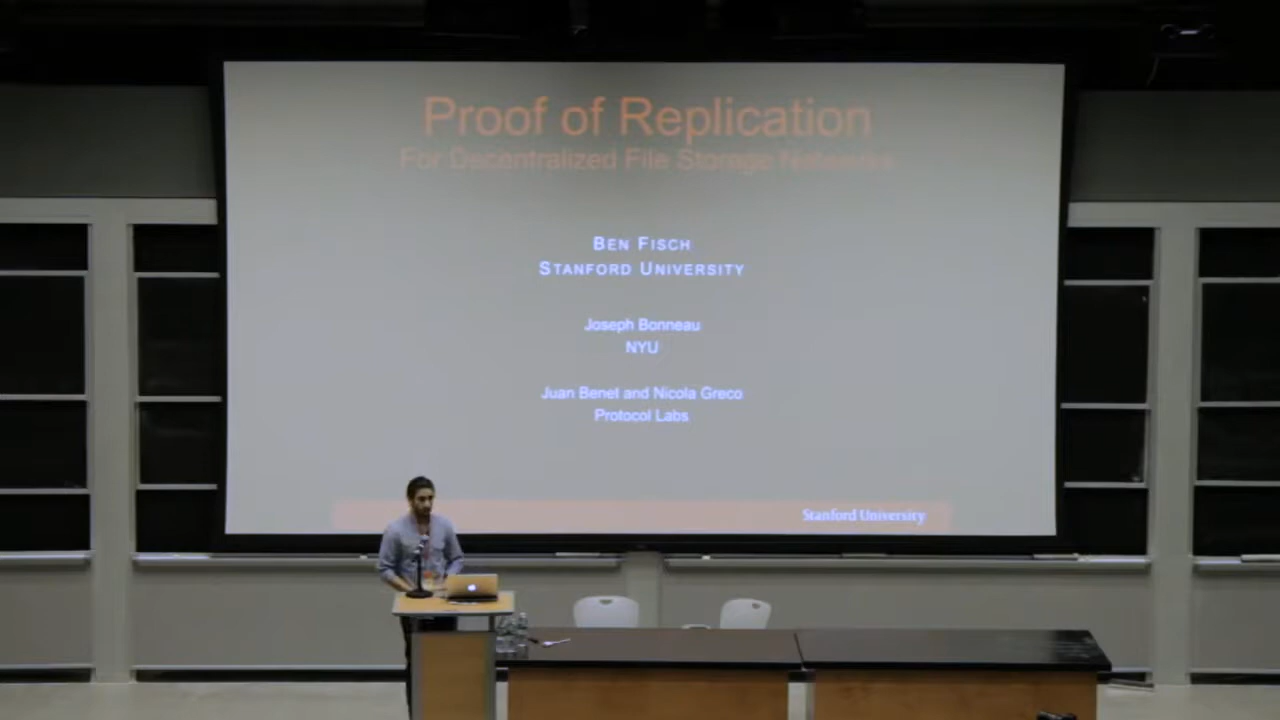 Proof of Replication
For Decentralized File Storage Networks
BEN FISCH
STANFORD UNIVERSITY
Joseph Bonneau
NYU
Juan Benet and Nicola Greco
Protocol Labs
Stanford University